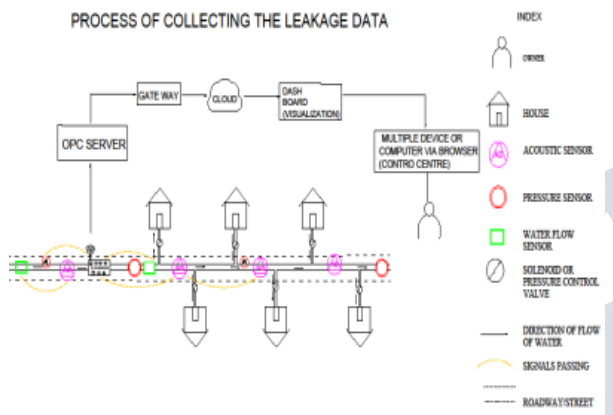 PROCESS OF COLLECTING THE LEAKAGE DATA
INDEX
OWNER
HOUSE
ACOUSTIC SENSOR
PRESSURE SENSOR
WATER FLOW
SENSOR
SOLENOID OR
PRESSURE CONTROL
VALVE
DIRECTION OF FLOW
OF WATER
SIGNALS PASSING
ROADWAY/STREET
GATE WAY
CLOUD
DASH
BOARD
(VISUALIZATION)
OPC SERVER
MULTIPLE DEVICE OR
COMPUTER VIA BROWSER
(CONTRO CENTRE)